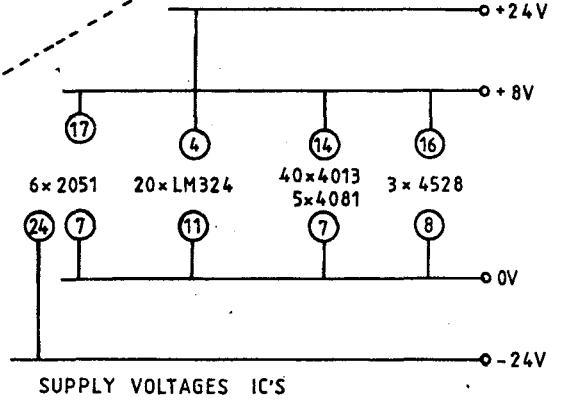 +24V
+8V
17 4 14 16
6×2051 20×LM324 40×4013 3×4528
5×4081
24 7 11 7 8
0V
-24V
SUPPLY VOLTAGES IC'S